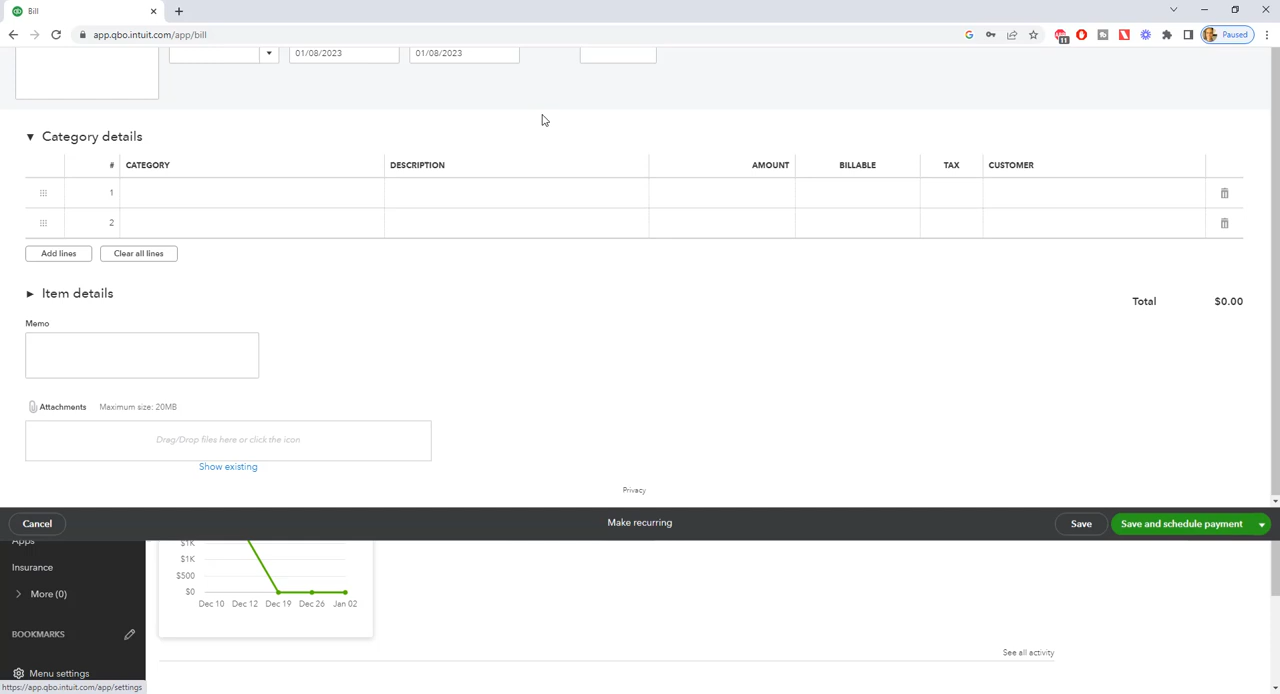 Bill
app.qbo.intuit.com/app/bill
11
Paused
01/08/2023
01/08/2023
Category details
# CATEGORY DESCRIPTION AMOUNT BILLABLE TAX CUSTOMER
1
2
Add lines
Clear all lines
Item details
Total $0.00
Memo
Attachments Maximum size: 20MB
Drag/Drop files here or click the icon
Show existing
Privacy
Cancel
Make recurring
Save
Save and schedule payment
Apps
Insurance
More (0)
BOOKMARKS
Menu settings
$1K
$1K
$500
$0
Dec 10 Dec 12 Dec 19 Dec 26 Jan 02
See all activity
https://app.qbo.intuit.com/app/settings